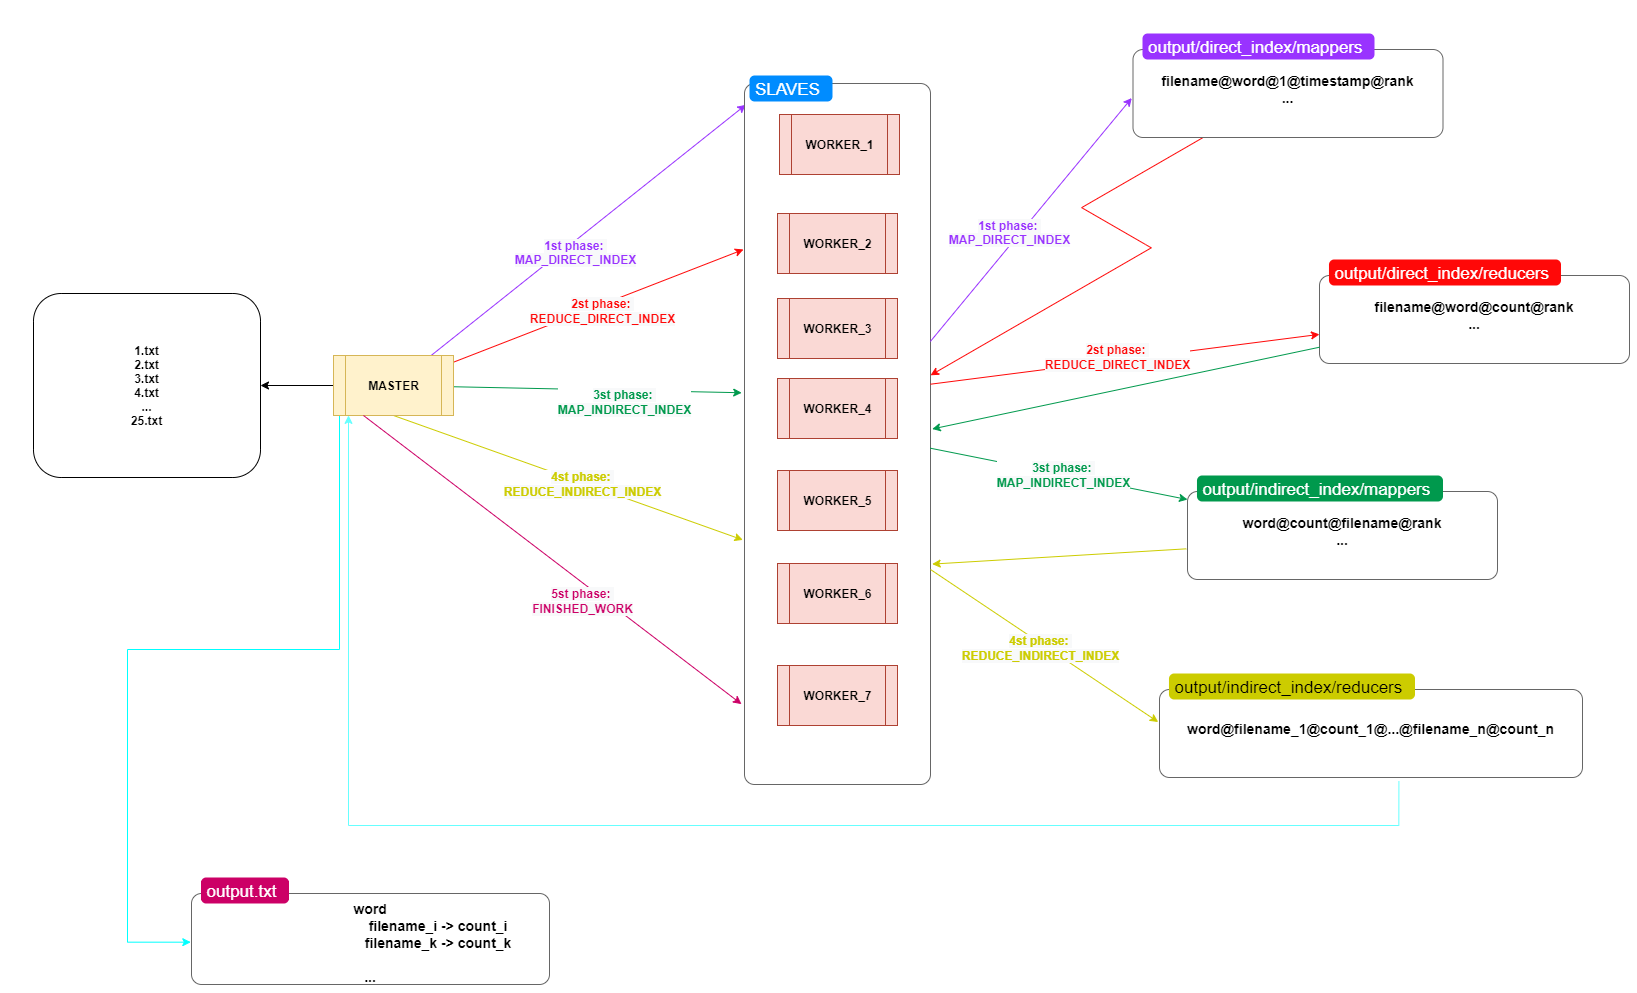 output/direct_index/mappers
filename@word@1@timestamp@rank
...
SLAVES
WORKER_1
WORKER_2
WORKER_3
WORKER_4
WORKER_5
WORKER_6
WORKER_7
1st phase:
MAP_DIRECT_INDEX
2st phase:
REDUCE_DIRECT_INDEX
3st phase:
MAP_INDIRECT_INDEX
4st phase:
REDUCE_INDIRECT_INDEX
5st phase:
FINISHED_WORK
1.txt
2.txt
3.txt
4.txt
...
25.txt
MASTER
1st phase:
MAP_DIRECT_INDEX
output/direct_index/reducers
filename@word@count@rank
...
2st phase:
REDUCE_DIRECT_INDEX
3st phase:
MAP_INDIRECT_INDEX
output/indirect_index/mappers
word@count@filename@rank
...
4st phase:
REDUCE_INDIRECT_INDEX
output/indirect_index/reducers
word@filename_1@count_1@...@filename_n@count_n
output.txt
word
filename_i -> count_i
filename_k -> count_k
...